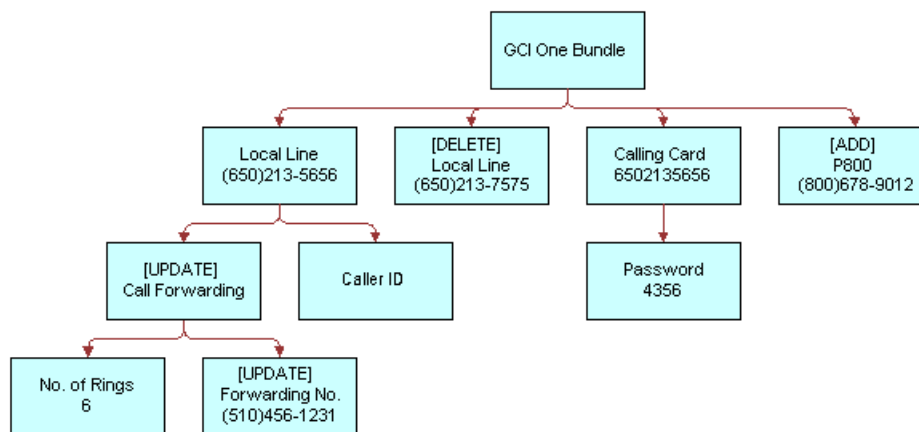 GCI One Bundle
Local Line
(650)213-5656
[DELETE]
Local Line
(650)213-7575
Calling Card
6502135656
[ADD]
P800
(800)678-9012
[UPDATE]
Call Forwarding
Caller ID
Password
4356
No. of Rings
6
[UPDATE]
Forwarding No.
(510)456-1231